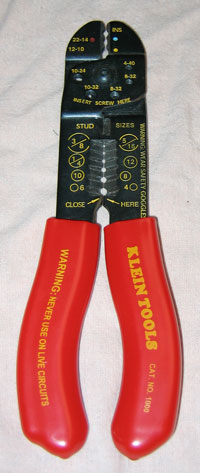 22-14 INS
12-10
10-24 4-40
8-32
10-32 8-32
INSERT SCREW HERE
STUD SIZES
3/8 5/16
1/4 12
10 8
6 4
CLOSE HERE
WARNING: WEAR SAFETY GOGGLES
WARNING: NEVER USE ON LIVE CIRCUITS
KLEIN TOOLS
CAT. NO. 1000